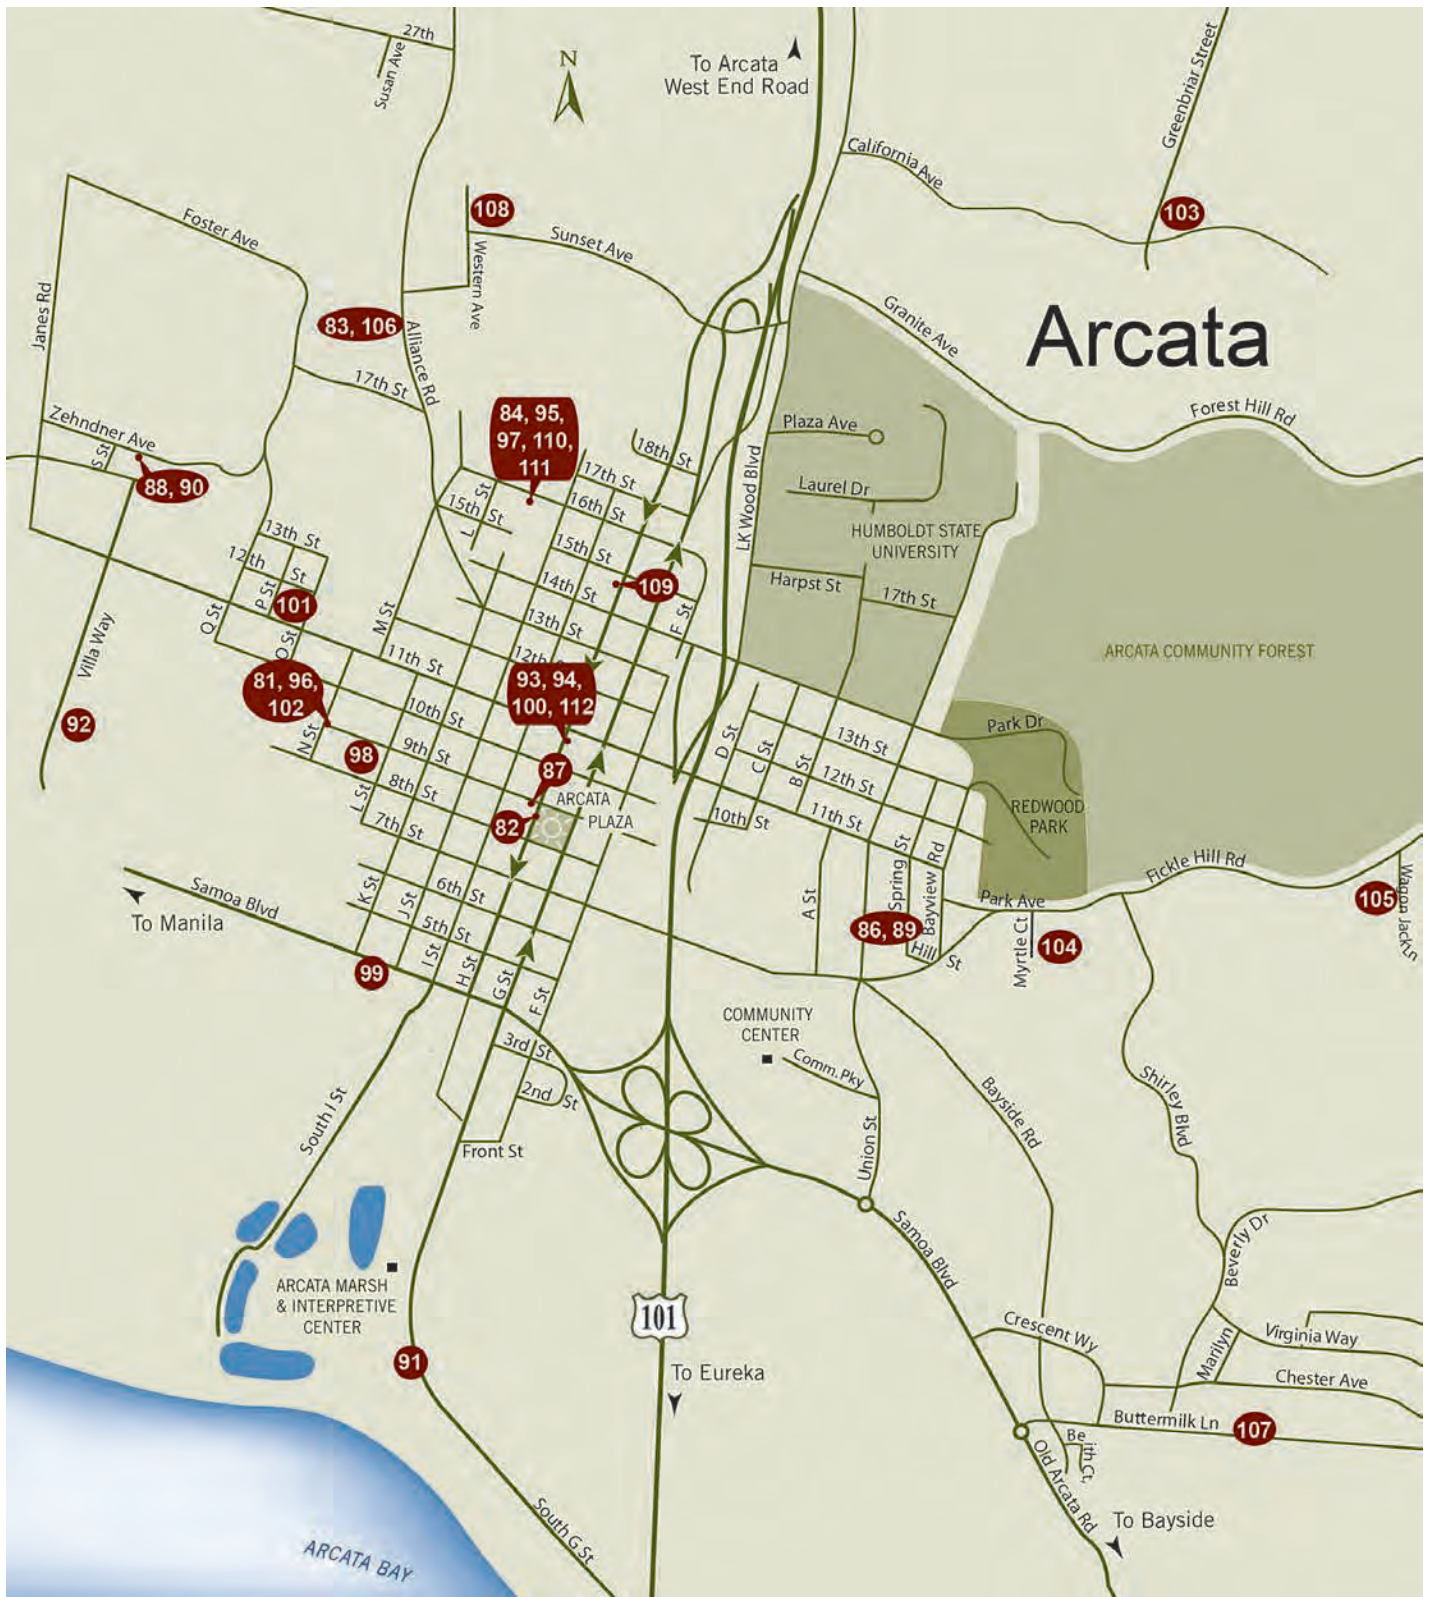 27th
Susan Ave
N
To Arcata
West End Road
Greenbriar Street
California Ave
103
108
Foster Ave
Sunset Ave
Western Ave
Janes Rd
83, 106
Alliance Rd
Granite Ave
Arcata
17th St
Forest Hill Rd
Zehndner Ave
S St
88, 90
84, 95,
97, 110,
111
18th St
17th St
16th St
15th St
L St
15th St
14th St
13th St
12th
109
F St
LK Wood Blvd
Plaza Ave
Laurel Dr
HUMBOLDT STATE
UNIVERSITY
Harpst St
17th St
ARCATA COMMUNITY FOREST
13th St
12th St
P St
101
Q St
O St
M St
11th St
Villa Way
92
81, 96,
102
N St
98
10th St
9th St
8th St
L St
7th St
93, 94,
100, 112
87
82
ARCATA
PLAZA
D St
C St
B St
13th St
12th St
11th St
10th St
Park Dr
REDWOOD
PARK
Samoa Blvd
To Manila
K St
J St
6th St
5th St
I St
H St
G St
F St
99
A St
Spring St
Bayview Rd
86, 89
Hill St
Park Ave
Myrtle Ct
104
Fickle Hill Rd
105
Wagon Jack Ln
COMMUNITY
CENTER
Comm. Pky
3rd St
2nd St
Front St
South I St
Union St
Bayside Rd
Shirley Blvd
Samoa Blvd
Beverly Dr
ARCATA MARSH
& INTERPRETIVE
CENTER
101
91
To Eureka
Crescent Wy
Marilyn
Virginia Way
Chester Ave
Buttermilk Ln
107
Beith Ct.
Old Arcata Rd
To Bayside
South G St
ARCATA BAY